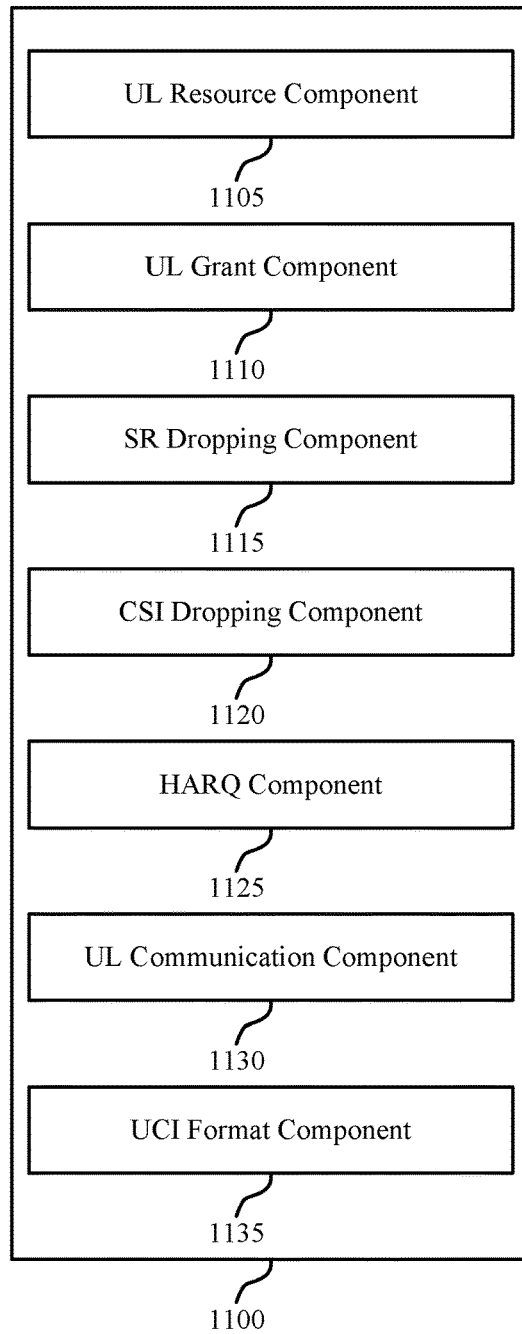 UL Resource Component
1105
UL Grant Component
1110
SR Dropping Component
1115
CSI Dropping Component
1120
HARQ Component
1125
UL Communication Component
1130
UCI Format Component
1135
1100